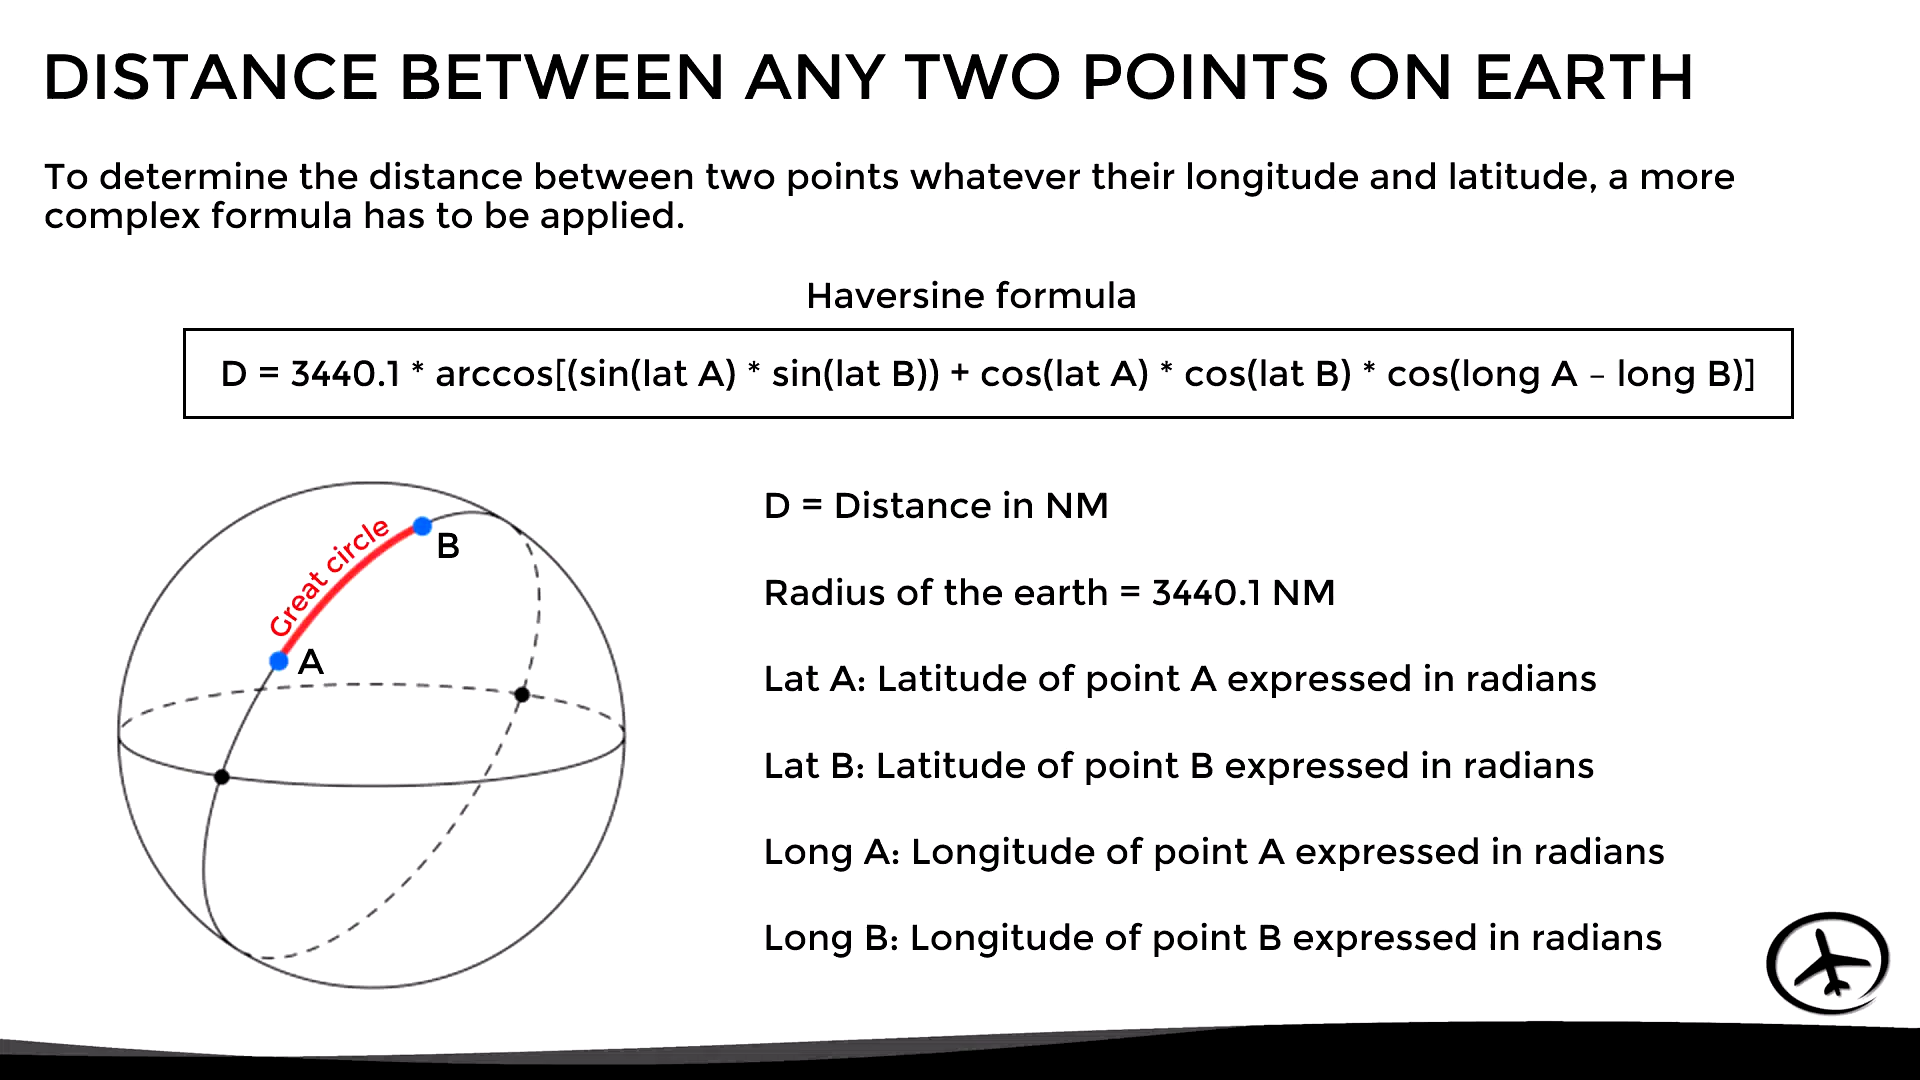 DISTANCE BETWEEN ANY TWO POINTS ON EARTH
To determine the distance between two points whatever their longitude and latitude, a more
complex formula has to be applied.
Haversine formula
D = 3440.1 * arccos[(sin(lat A) * sin(lat B)) + cos(lat A) * cos(lat B) * cos(long A – long B)]
Great circle
B
A
D = Distance in NM
Radius of the earth = 3440.1 NM
Lat A: Latitude of point A expressed in radians
Lat B: Latitude of point B expressed in radians
Long A: Longitude of point A expressed in radians
Long B: Longitude of point B expressed in radians